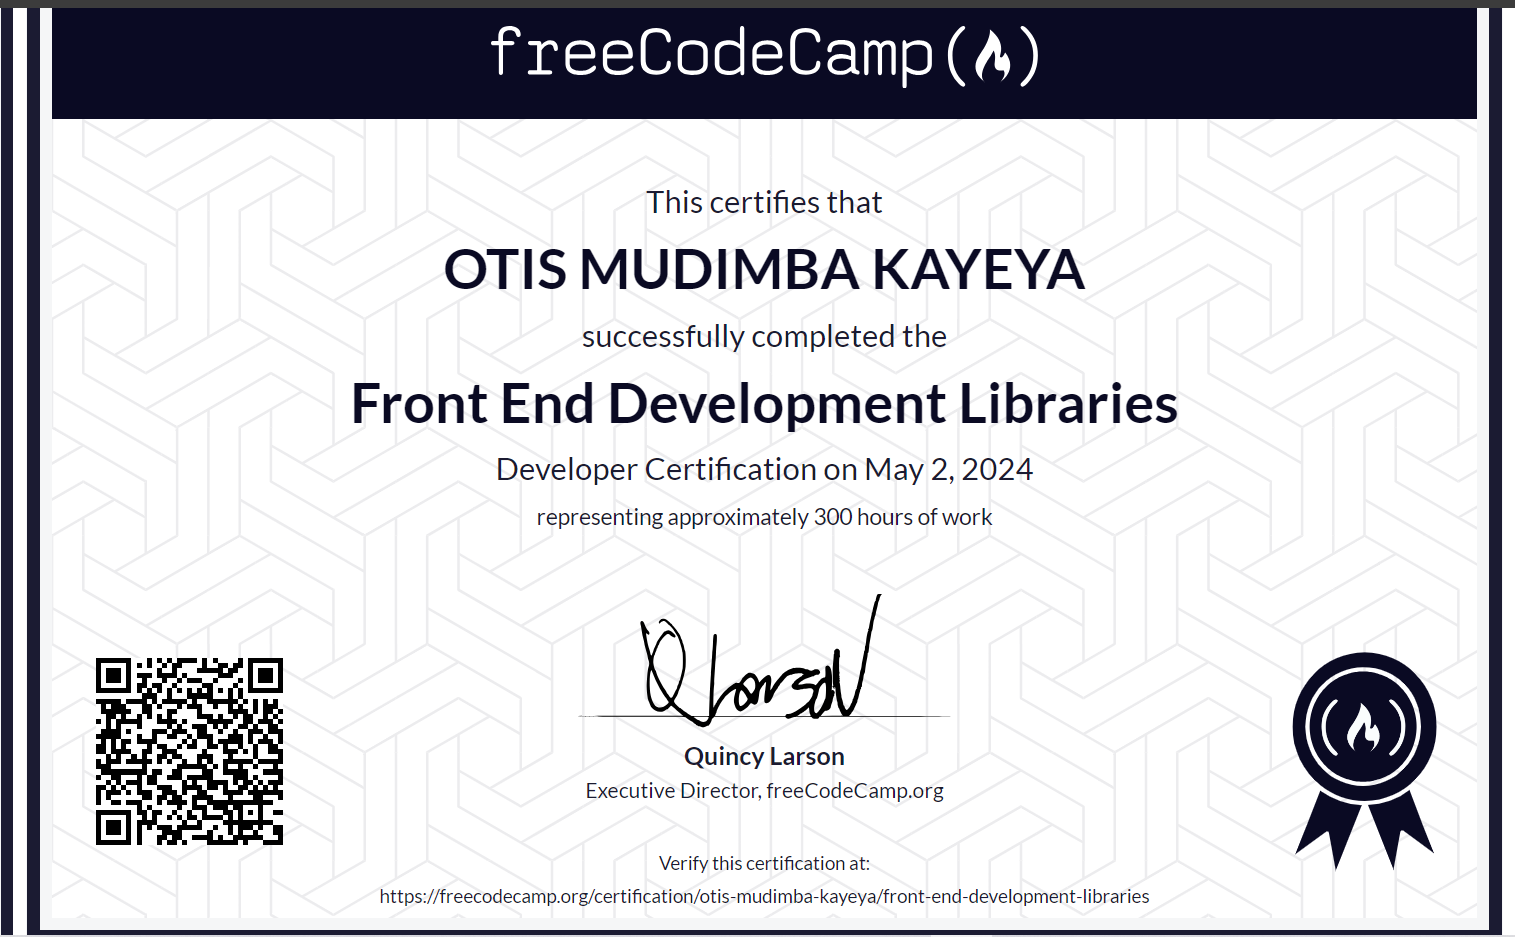 freeCodeCamp(🔥)
This certifies that
OTIS MUDIMBA KAYEYA
successfully completed the
Front End Development Libraries
Developer Certification on May 2, 2024
representing approximately 300 hours of work
Quincy Larson
Executive Director, freeCodeCamp.org
Verify this certification at:
https://freecodecamp.org/certification/otis-mudimba-kayeya/front-end-development-libraries